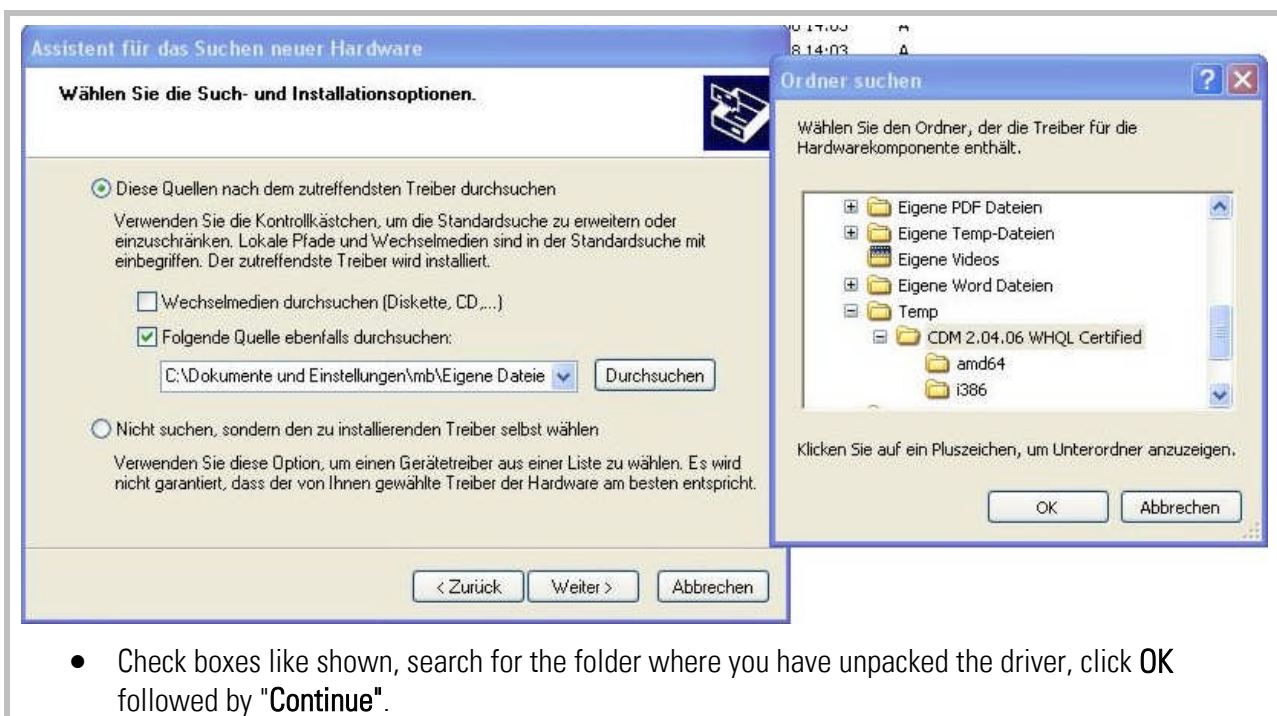 Assistent für das Suchen neuer Hardware
Wählen Sie die Such- und Installationsoptionen.
Diese Quellen nach dem zutreffendsten Treiber durchsuchen
Verwenden Sie die Kontrollkästchen, um die Standardsuche zu erweitern oder
einzuschränken. Lokale Pfade und Wechselmedien sind in der Standardsuche mit
einbegriffen. Der zutreffendste Treiber wird installiert.
Wechselmedien durchsuchen (Diskette, CD,...)
Folgende Quelle ebenfalls durchsuchen:
C:\Dokumente und Einstellungen\mb\Eigene Dateie
Durchsuchen
Nicht suchen, sondern den zu installierenden Treiber selbst wählen
Verwenden Sie diese Option, um einen Gerätetreiber aus einer Liste zu wählen. Es wird
nicht garantiert, dass der von Ihnen gewählte Treiber der Hardware am besten entspricht.
< Zurück
Weiter >
Abbrechen
14:03 A
Ordner suchen
Wählen Sie den Ordner, der die Treiber für die
Hardwarekomponente enthält.
Eigene PDF Dateien
Eigene Temp-Dateien
Eigene Videos
Eigene Word Dateien
Temp
CDM 2.04.06 WHQL Certified
amd64
i386
Klicken Sie auf ein Pluszeichen, um Unterordner anzuzeigen.
OK
Abbrechen
• Check boxes like shown, search for the folder where you have unpacked the driver, click OK
followed by "Continue".